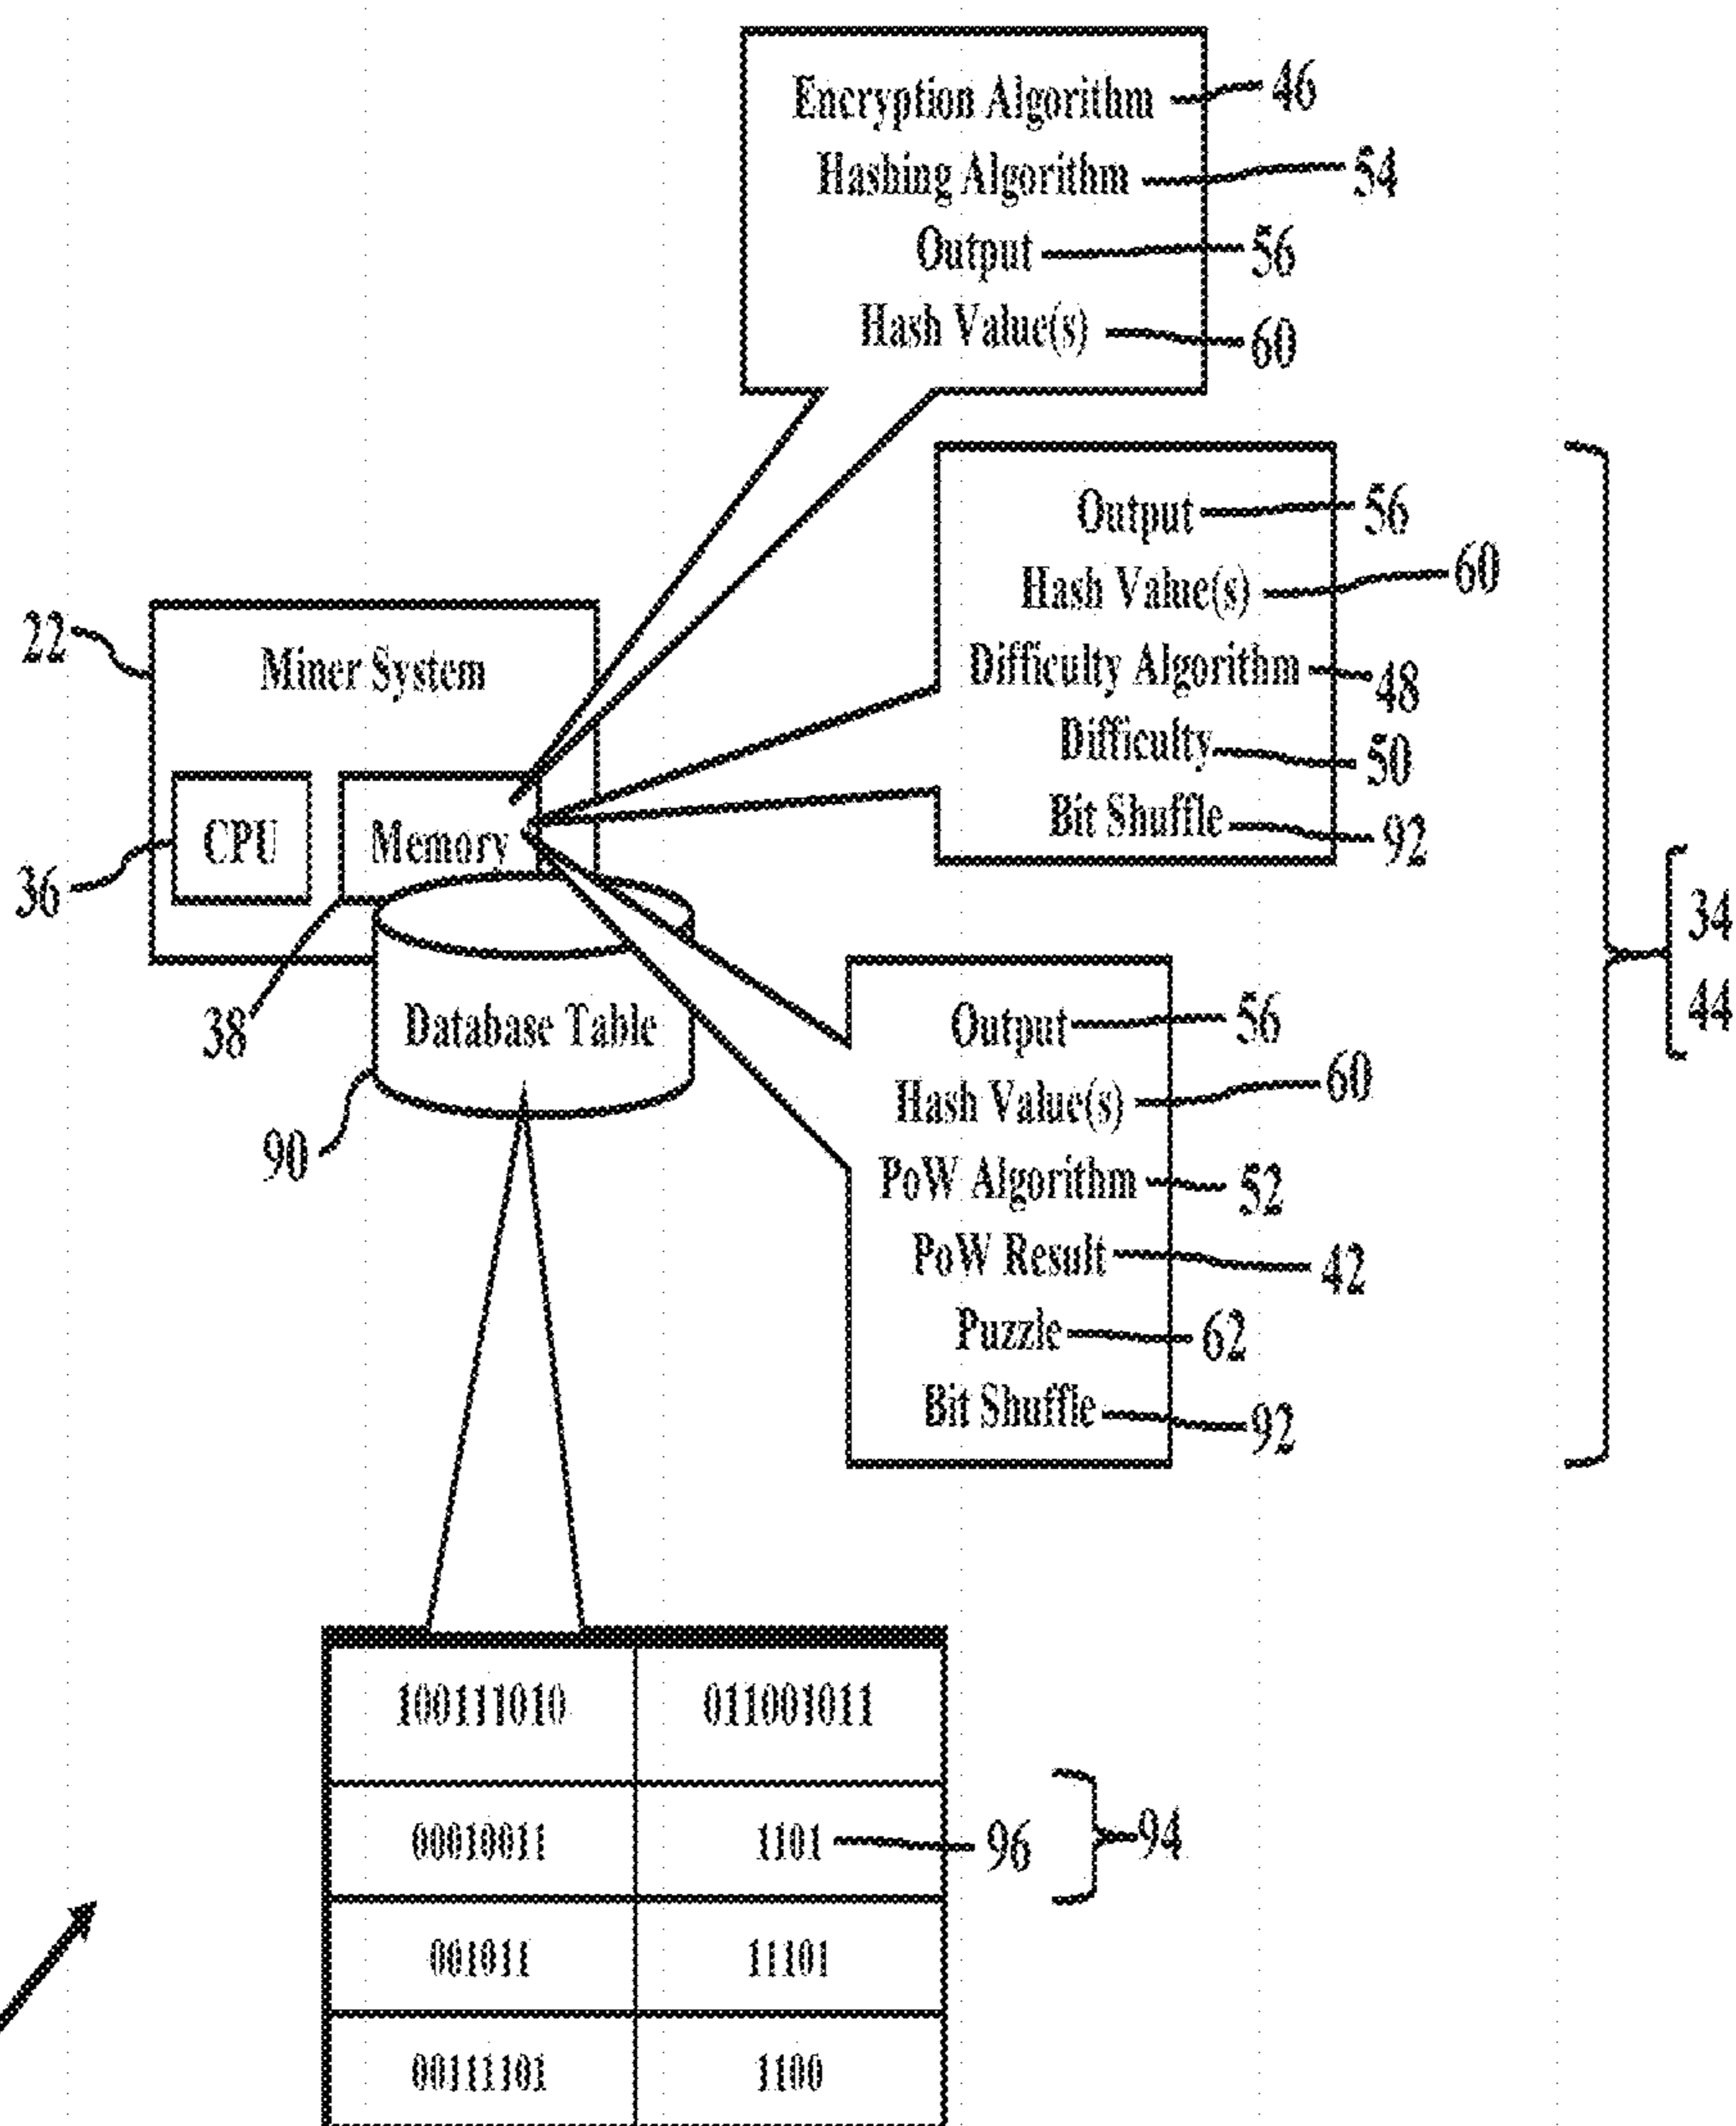 Encryption Algorithm 46
Hashing Algorithm 54
Output 56
Hash Value(s) 60
Output 56
Hash Value(s) 60
Difficulty Algorithm 48
Difficulty 50
Bit Shuffle 92
22
Miner System
CPU
Memory
36
38
Database Table
90
34
44
Output 56
Hash Value(s) 60
PoW Algorithm 52
PoW Result 42
Puzzle 62
Bit Shuffle 92
100111010 011001011
00010011 1101 96 94
001011 11101
00111101 1100